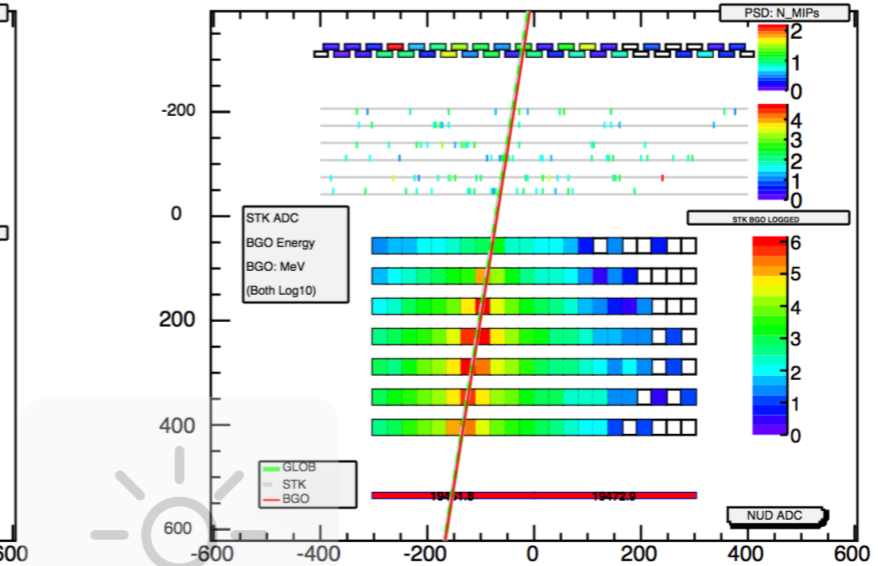 PSD: N_MIPs
2
1
0
4
3
2
1
0
STK BGO LOGGED
6
5
4
3
2
1
0
-200
0
200
400
600
STK ADC
BGO Energy
BGO: MeV
(Both Log10)
GLOB
STK
BGO
19472.9
NUD ADC
600
-600
-400
-200
0
200
400
600